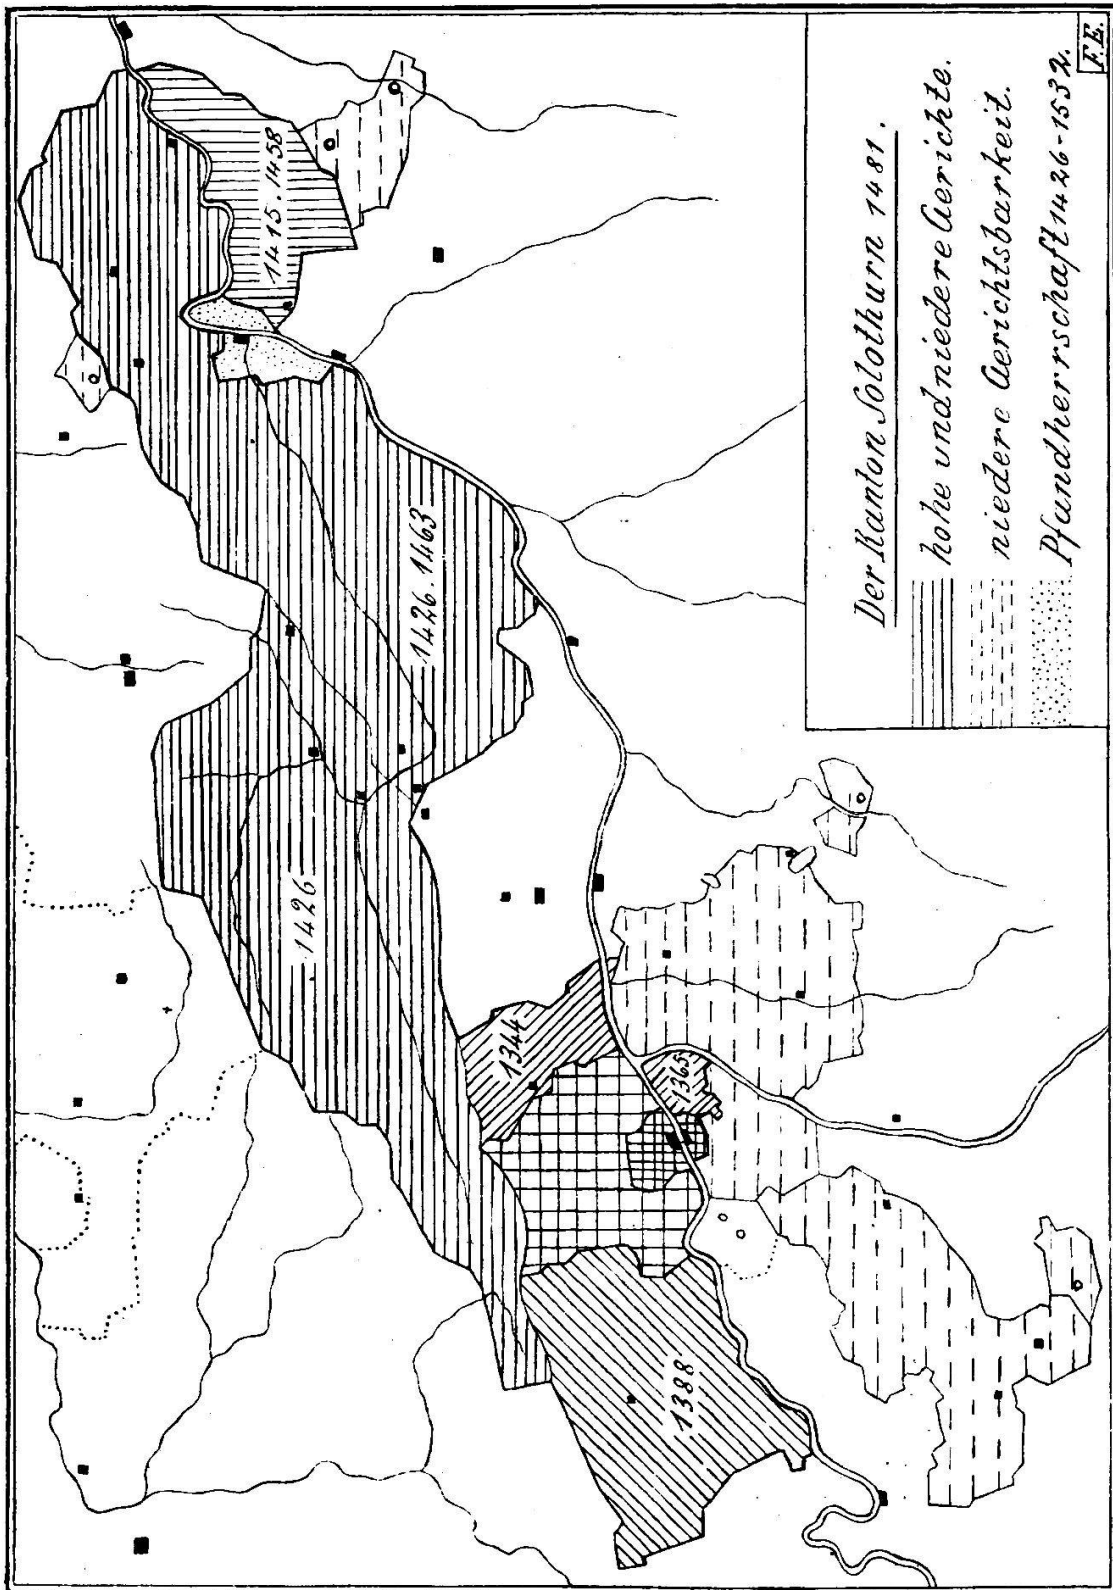 Der Kanton Solothurn 1481.
hohe und niedere Gerichte.
niedere Gerichtsbarkeit.
Pfandherrschaft 1426-1532.
F.E.
1415.1458
1426.1463
1426
1344
1365
1388